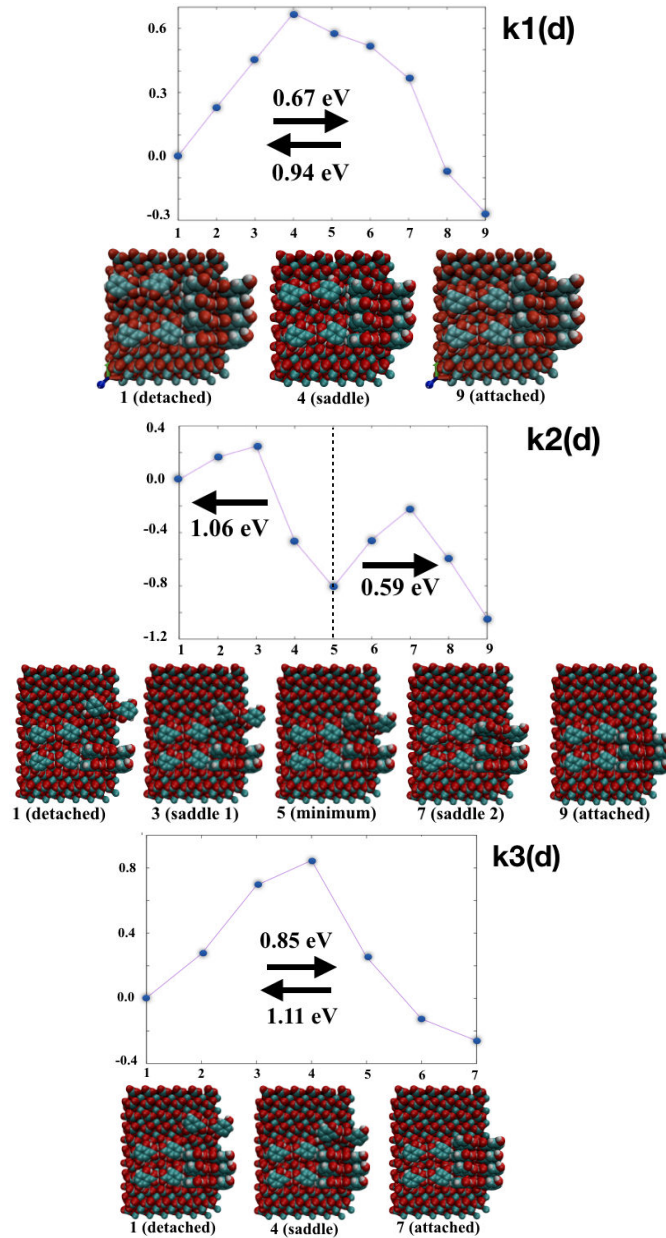 k1(d)
0.6
0.3
0.0
-0.3
0.67 eV
0.94 eV
1 2 3 4 5 6 7 8 9
1 (detached) 4 (saddle) 9 (attached)
k2(d)
0.4
0.0
-0.4
-0.8
-1.2
1.06 eV
0.59 eV
1 2 3 4 5 6 7 8 9
1 (detached) 3 (saddle 1) 5 (minimum) 7 (saddle 2) 9 (attached)
k3(d)
0.8
0.4
0.0
-0.4
0.85 eV
1.11 eV
1 2 3 4 5 6 7
1 (detached) 4 (saddle) 7 (attached)